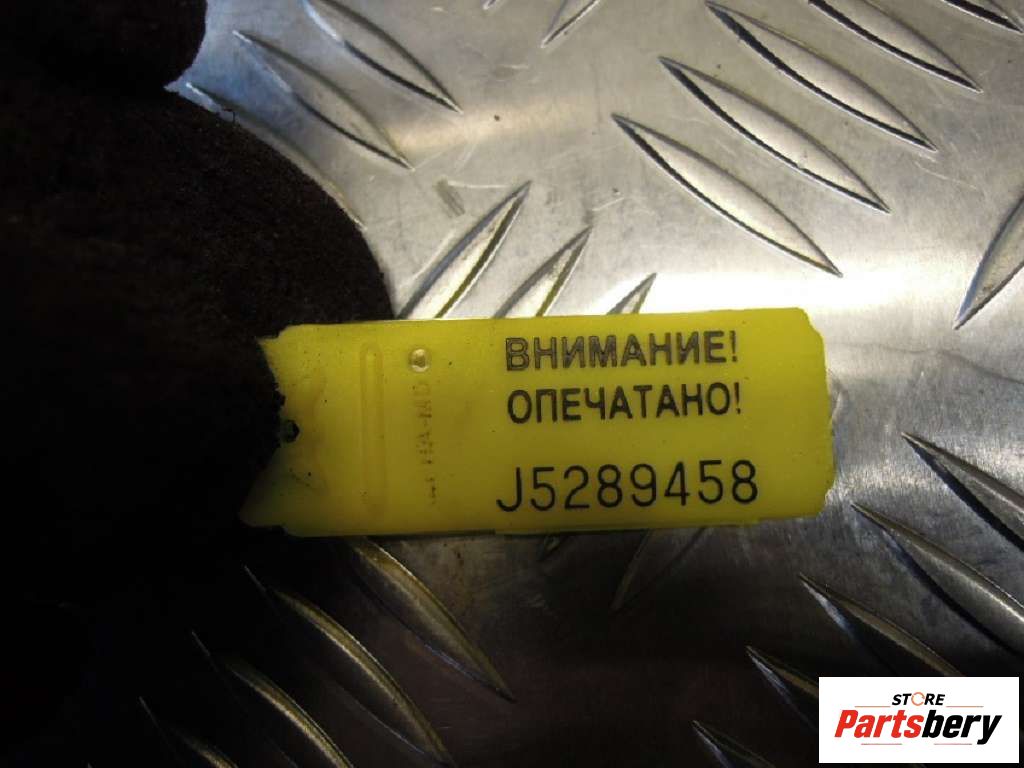 ВНИМАНИЕ!
ОПЕЧАТАНО!
J5289458
STORE
Partsbery